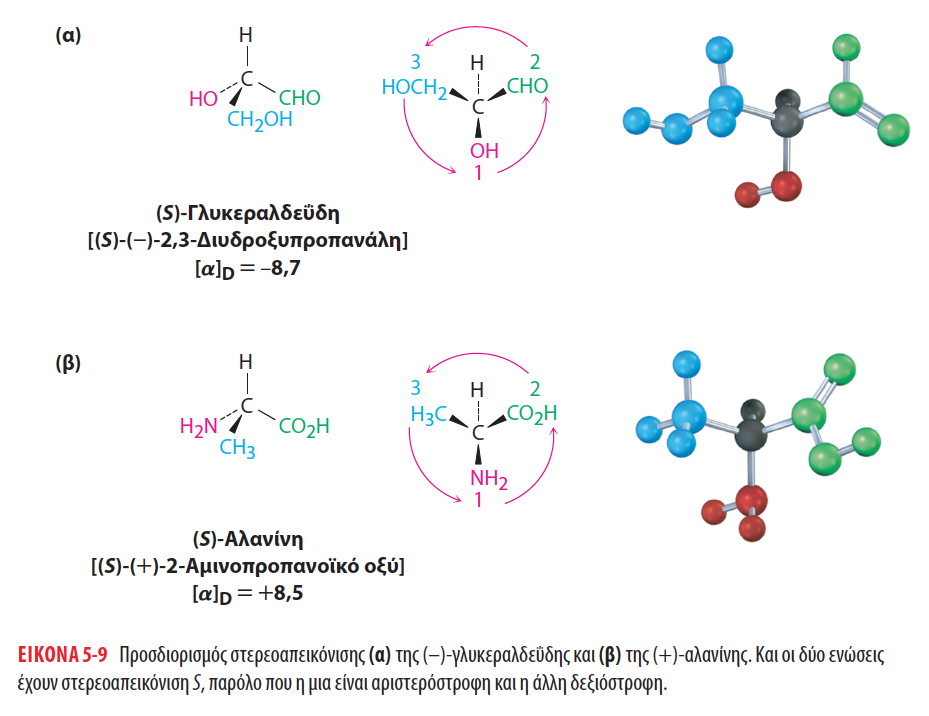 (α)
H
C
HO
CHO
CH2OH
3
H
2
HOCH2
CHO
C
OH
1
(S)-Γλυκεραλδεΰδη
[(S)-(−)-2,3-Διυδροξυπροπανάλη]
[α]D = –8,7
(β)
H
C
H2N
CO2H
CH3
3
H
2
H3C
CO2H
C
NH2
1
(S)-Αλανίνη
[(S)-(+)-2-Αμινοπροπανοϊκό οξύ]
[α]D = +8,5
ΕΙΚΟΝΑ 5-9 Προσδιορισμός στερεοαπεικόνισης (α) της (−)-γλυκεραλδεΰδης και (β) της (+)-αλανίνης. Και οι δύο ενώσεις
έχουν στερεοαπεικόνιση S, παρόλο που η μια είναι αριστερόστροφη και η άλλη δεξιόστροφη.